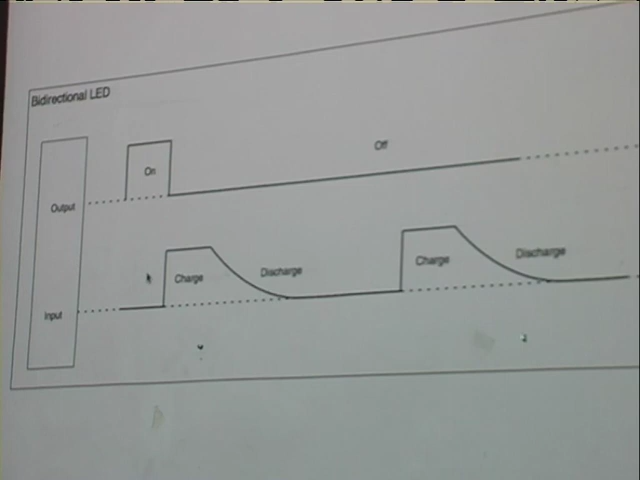 Bidirectional LED
Off
On
Output
Charge
Discharge
Charge
Discharge
Input